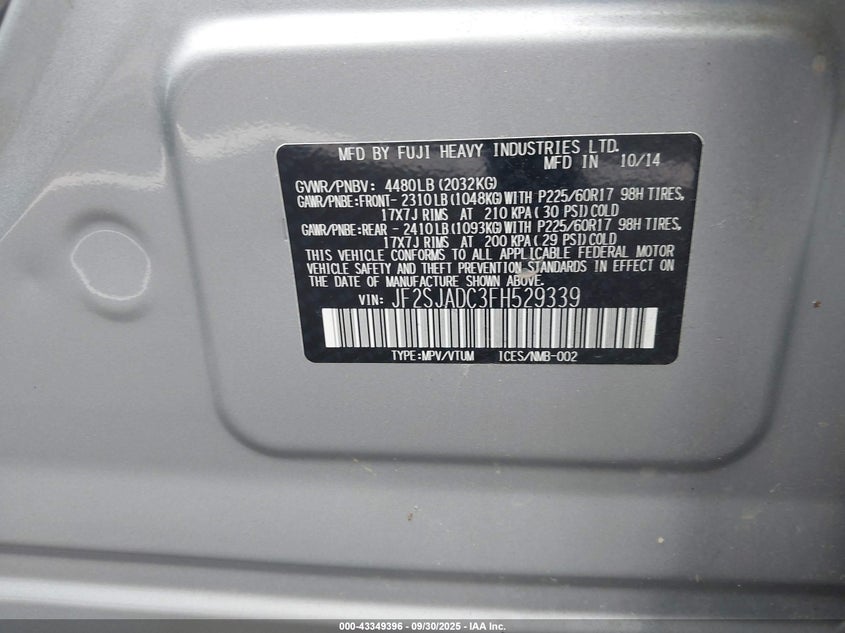 MFD BY FUJI HEAVY INDUSTRIES LTD.
MFD IN 10/14
GVWR/PNBV: 4480LB(2032KG)
GAWR/PNBE:FRONT- 2310LB(1048KG)WITH P225/60R17 98H TIRES,
17X7J RIMS AT 210 KPA(30 PSI)COLD
GAWR/PNBE:REAR - 2410LB(1093KG)WITH P225/60R17 98H TIRES,
17X7J RIMS AT 200 KPA(29 PSI)COLD
THIS VEHICLE CONFORMS TO ALL APPLICABLE FEDERAL MOTOR
VEHICLE SAFETY AND THEFT PREVENTION STANDARDS IN EFFECT ON
THE DATE OF MANUFACTURE SHOWN ABOVE.
VIN: JF2SJADC3FH529339
TYPE:MPV/VTUM ICES/NMB-002
000-43349396 - 09/30/2025 - IAA Inc.